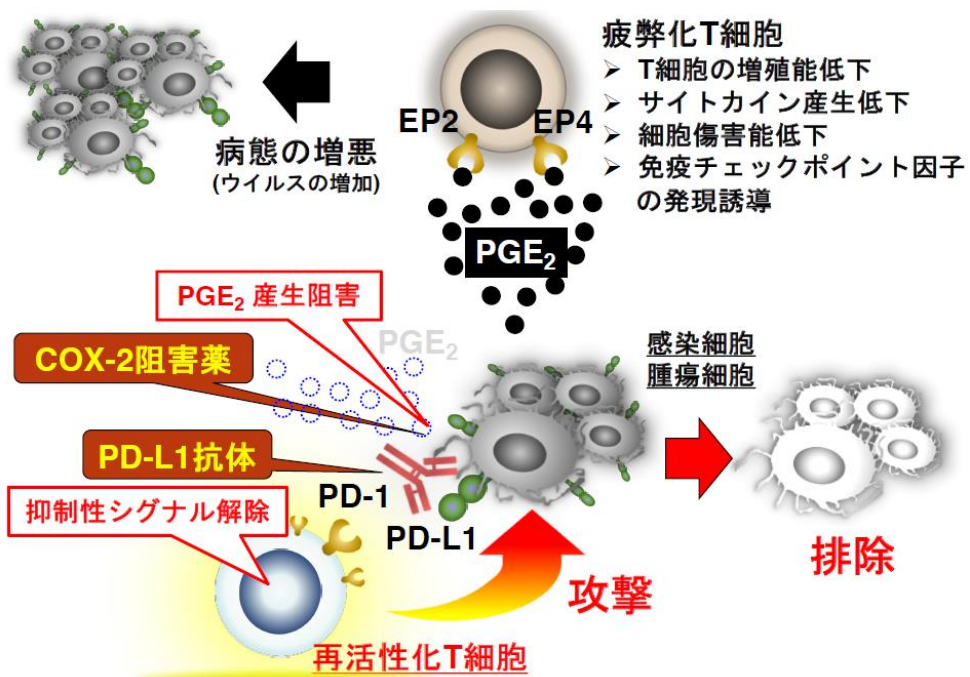 疲弊化T細胞
➢ T細胞の増殖能低下
➢ サイトカイン産生低下
➢ 細胞傷害能低下
➢ 免疫チェックポイント因子
の発現誘導
EP2
EP4
病態の増悪
(ウイルスの増加)
PGE₂
PGE₂ 産生阻害
PGE₂
COX-2阻害薬
感染細胞
腫瘍細胞
PD-L1抗体
PD-1
抑制性シグナル解除
PD-L1
攻撃
排除
再活性化T細胞